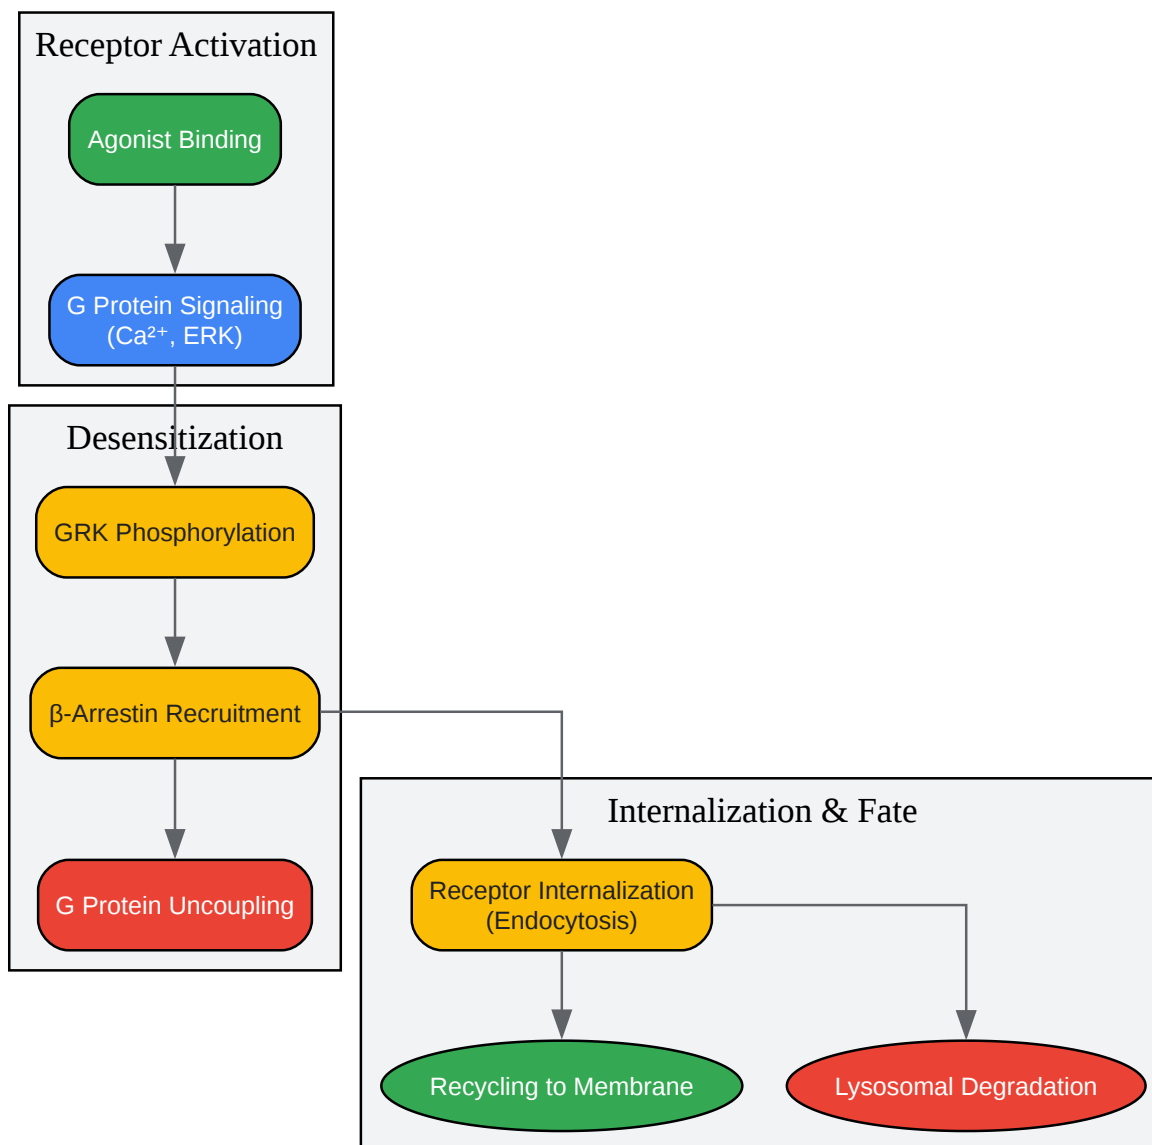 Receptor Activation
Agonist Binding
G Protein Signaling
(Ca²⁺, ERK)
Desensitization
GRK Phosphorylation
β-Arrestin Recruitment
G Protein Uncoupling
Internalization & Fate
Receptor Internalization
(Endocytosis)
Recycling to Membrane
Lysosomal Degradation